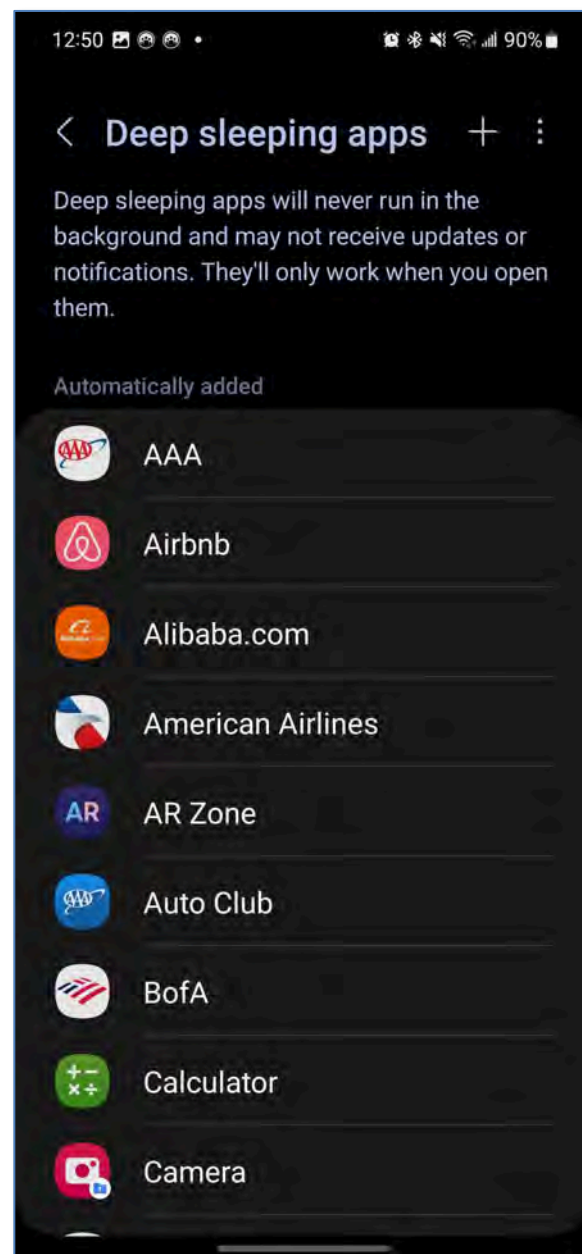 12:50 90%
Deep sleeping apps
Deep sleeping apps will never run in the
background and may not receive updates or
notifications. They'll only work when you open
them.
Automatically added
AAA
Airbnb
Alibaba.com
American Airlines
AR AR Zone
Auto Club
BofA
Calculator
Camera